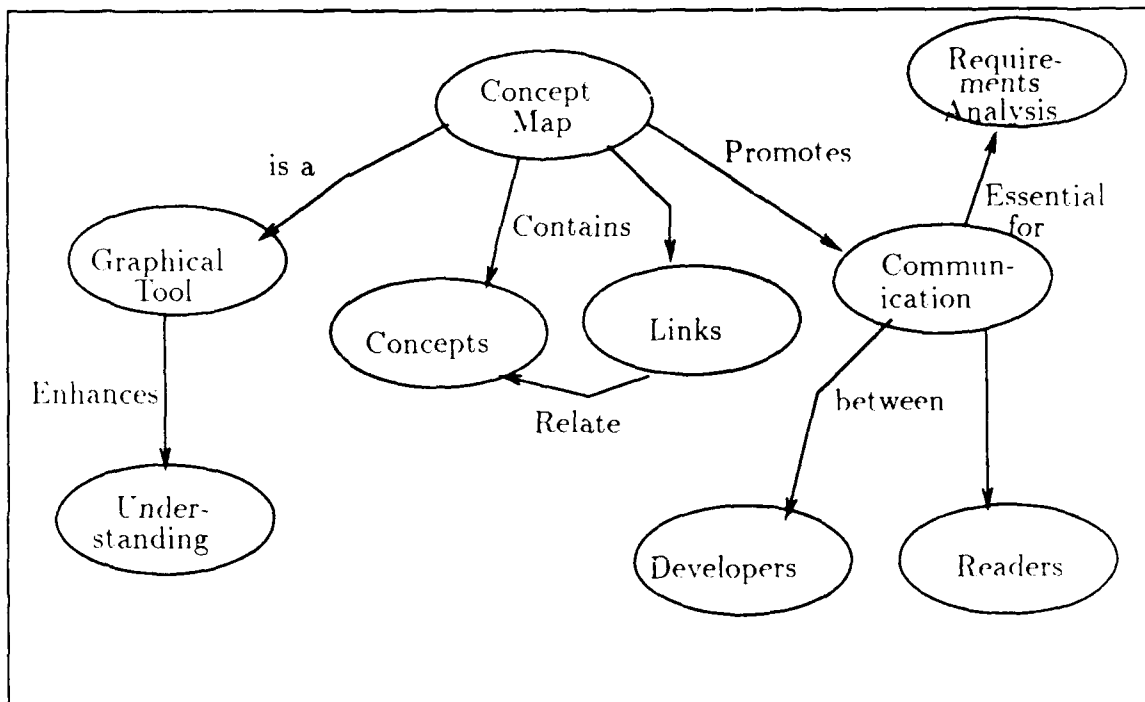 Require-
ments
Analysis
Concept
Map
Promotes
is a
Essential
for
Contains
Graphical
Tool
Commun-
ication
Concepts
Links
Enhances
between
Relate
Under-
standing
Developers
Readers